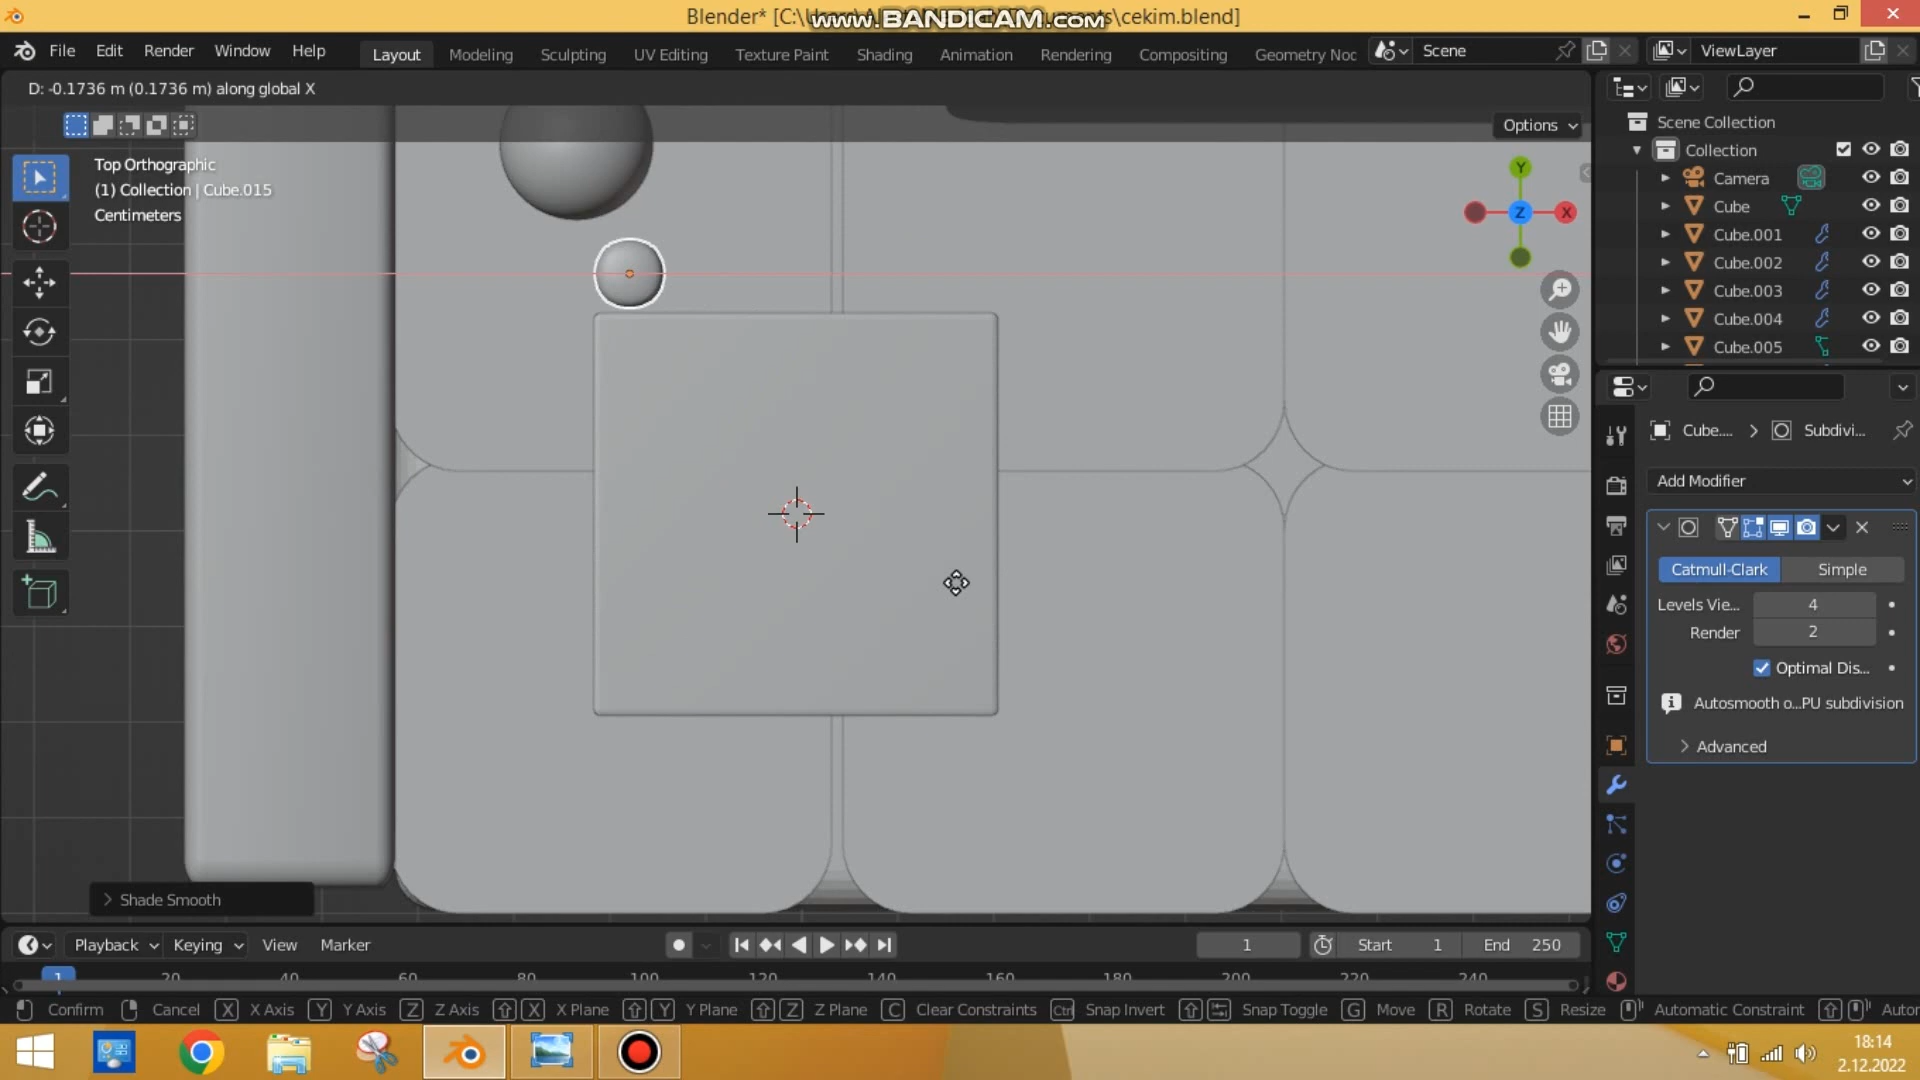 Blender* [C:\Users\A
\Documents\cekim.blend]
www.BANDICAM.com
File Edit Render Window Help
Layout Modeling Sculpting UV Editing Texture Paint Shading Animation Rendering Compositing Geometry Noc
Scene
ViewLayer
D: -0.1736 m (0.1736 m) along global X
Options
Top Orthographic
(1) Collection | Cube.015
Centimeters
Y
X
Z
Scene Collection
Collection
Camera
Cube
Cube.001
Cube.002
Cube.003
Cube.004
Cube.005
Cube.... > Subdivi...
Add Modifier
Catmull-Clark Simple
Levels Vie... 4
Render 2
Optimal Dis...
Autosmooth o...PU subdivision
Advanced
Shade Smooth
Playback Keying View Marker
1 Start 1 End 250
1 20 40 60 80 100 120 140 160 180 200 220 240
Confirm Cancel X X Axis Y Y Axis Z Z Axis X X Plane Y Y Plane Z Z Plane C Clear Constraints Ctrl Snap Invert Snap Toggle G Move R Rotate S Resize Automatic Constraint Autor
18:14
2.12.2022